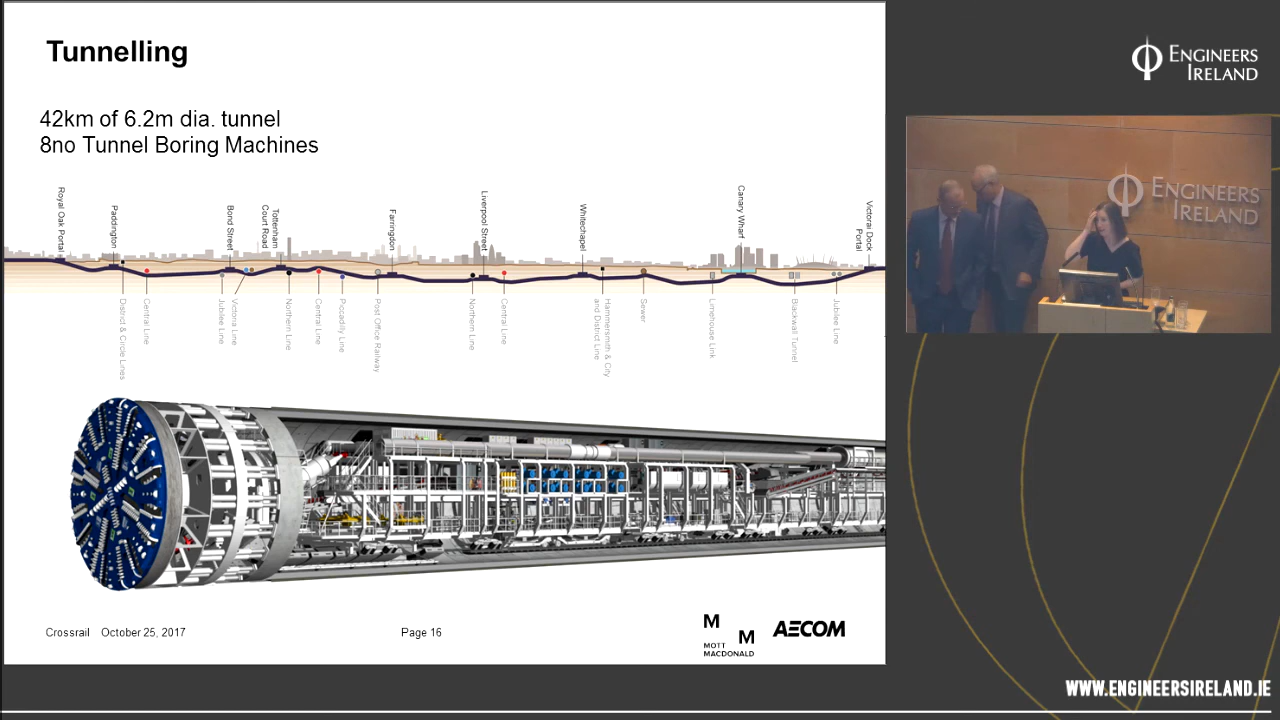 Tunnelling
42km of 6.2m dia. tunnel
8no Tunnel Boring Machines
Royal Oak Portal
Paddington
Bond Street
Tottenham
Court Road
Farringdon
Liverpool Street
Whitechapel
Canary Wharf
Victorai Dock
Portal
District & Circle Lines
Central Line
Jubilee Line
Victoria Line
Northern Line
Central Line
Piccadilly Line
Post Office Railway
Northern Line
Central Line
Hammersmith & City
and District Line
Sewer
Limehouse Link
Blackwall Tunnel
Jubilee Line
Crossrail October 25, 2017
Page 16
M
M
MOTT
MACDONALD
AECOM
ENGINEERS
IRELAND
ENGINEERS
IRELAND
WWW.ENGINEERSIRELAND.IE